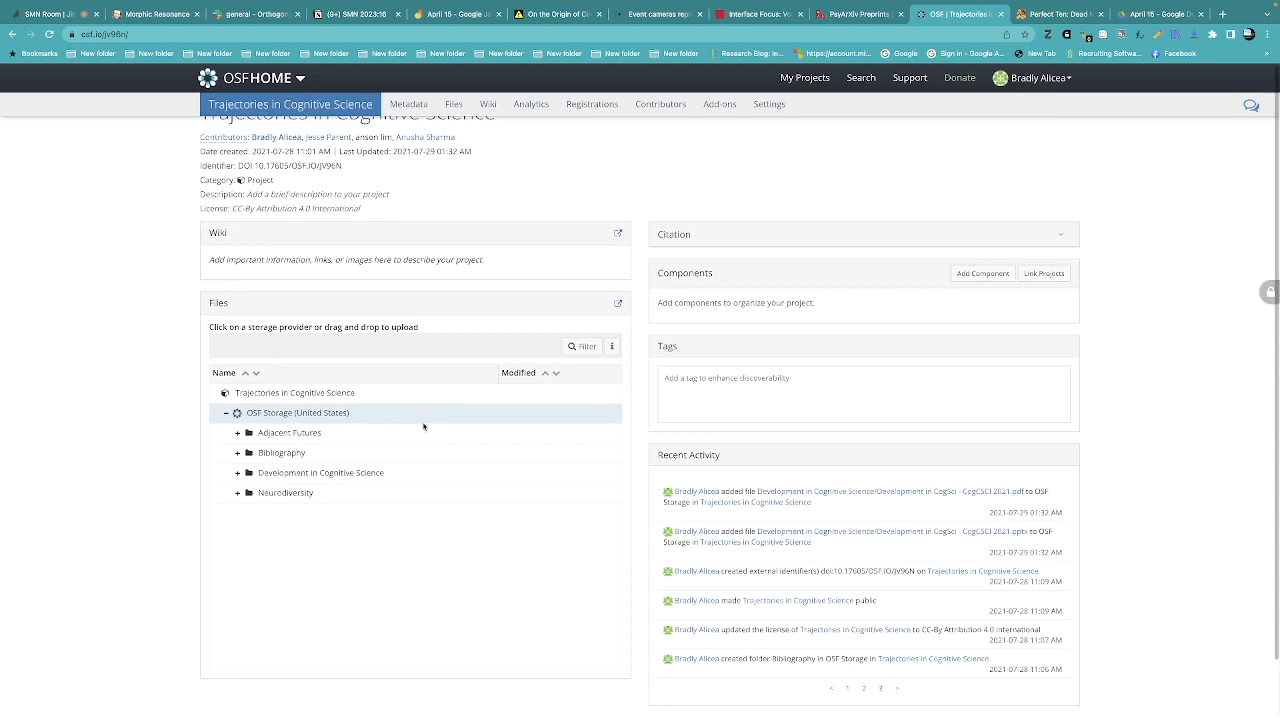 SMN Room | Jit
Morphic Resonance
general - Orthogon
(9+) SMN 2023:16
April 15 - Google Ja
On the Origin of Ci
Event cameras rep
Interface Focus: Vo
PsyArXiv Preprints |
OSF | Trajectories i
Perfect Ten: Dead M
April 15 - Google D
osf.io/jv96n/
Bookmarks
New folder
New folder
New folder
New folder
New folder
New folder
New folder
New folder
New folder
Research Blog: In...
https://account.mi...
Google
Sign in - Google A...
New Tab
Recruiting Softwa...
Facebook
OSFHOME
My Projects
Search
Support
Donate
Bradly Alicea
Trajectories in Cognitive Science
Metadata
Files
Wiki
Analytics
Registrations
Contributors
Add-ons
Settings
Trajectories in Cognitive Science
Contributors: Bradly Alicea, Jesse Parent, anson lim, Anusha Sharma
Date created: 2021-07-28 11:01 AM | Last Updated: 2021-07-29 01:32 AM
Identifier: DOI 10.17605/OSF.IO/JV96N
Category: Project
Description: Add a brief description to your project
License: CC-By Attribution 4.0 International
Wiki
Add important information, links, or images here to describe your project.
Files
Click on a storage provider or drag and drop to upload
Filter
i
Name
Modified
Trajectories in Cognitive Science
− OSF Storage (United States)
+ Adjacent Futures
+ Bibliography
+ Development in Cognitive Science
+ Neurodiversity
Citation
Components
Add Component
Link Projects
Add components to organize your project.
Tags
Add a tag to enhance discoverability
Recent Activity
Bradly Alicea added file Development in Cognitive Science/Development in CogSci - CogCSCI 2021.pdf to OSF
Storage in Trajectories in Cognitive Science
2021-07-29 01:32 AM
Bradly Alicea added file Development in Cognitive Science/Development in CogSci - CogCSCI 2021.pptx to OSF
Storage in Trajectories in Cognitive Science
2021-07-29 01:32 AM
Bradly Alicea created external identifier(s) doi:10.17605/OSF.IO/JV96N on Trajectories in Cognitive Science
2021-07-28 11:09 AM
Bradly Alicea made Trajectories in Cognitive Science public
2021-07-28 11:09 AM
Bradly Alicea updated the license of Trajectories in Cognitive Science to CC-By Attribution 4.0 International
2021-07-28 11:07 AM
Bradly Alicea created folder Bibliography in OSF Storage in Trajectories in Cognitive Science
2021-07-28 11:06 AM
< 1 2 3 >